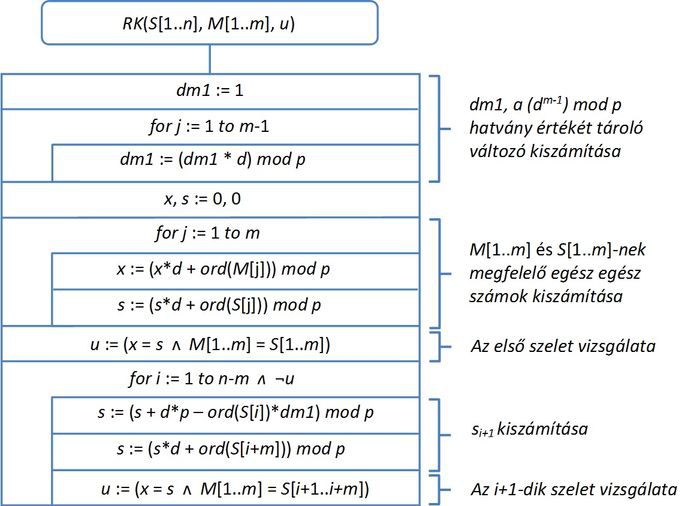 RK(S[1..n], M[1..m], u)
dm1 := 1
for j := 1 to m-1
dm1 := (dm1 * d) mod p
dm1, a (dᵐ⁻¹) mod p
hatvány értékét tároló
változó kiszámítása
x, s := 0, 0
for j := 1 to m
x := (x*d + ord(M[j])) mod p
s := (s*d + ord(S[j])) mod p
M[1..m] és S[1..m]-nek
megfelelő egész egész
számok kiszámítása
u := (x = s ∧ M[1..m] = S[1..m])
Az első szelet vizsgálata
for i := 1 to n-m ∧ ¬u
s := (s + d*p – ord(S[i])*dm1) mod p
s := (s*d + ord(S[i+m])) mod p
sᵢ₊₁ kiszámítása
u := (x = s ∧ M[1..m] = S[i+1..i+m])
Az i+1-dik szelet vizsgálata